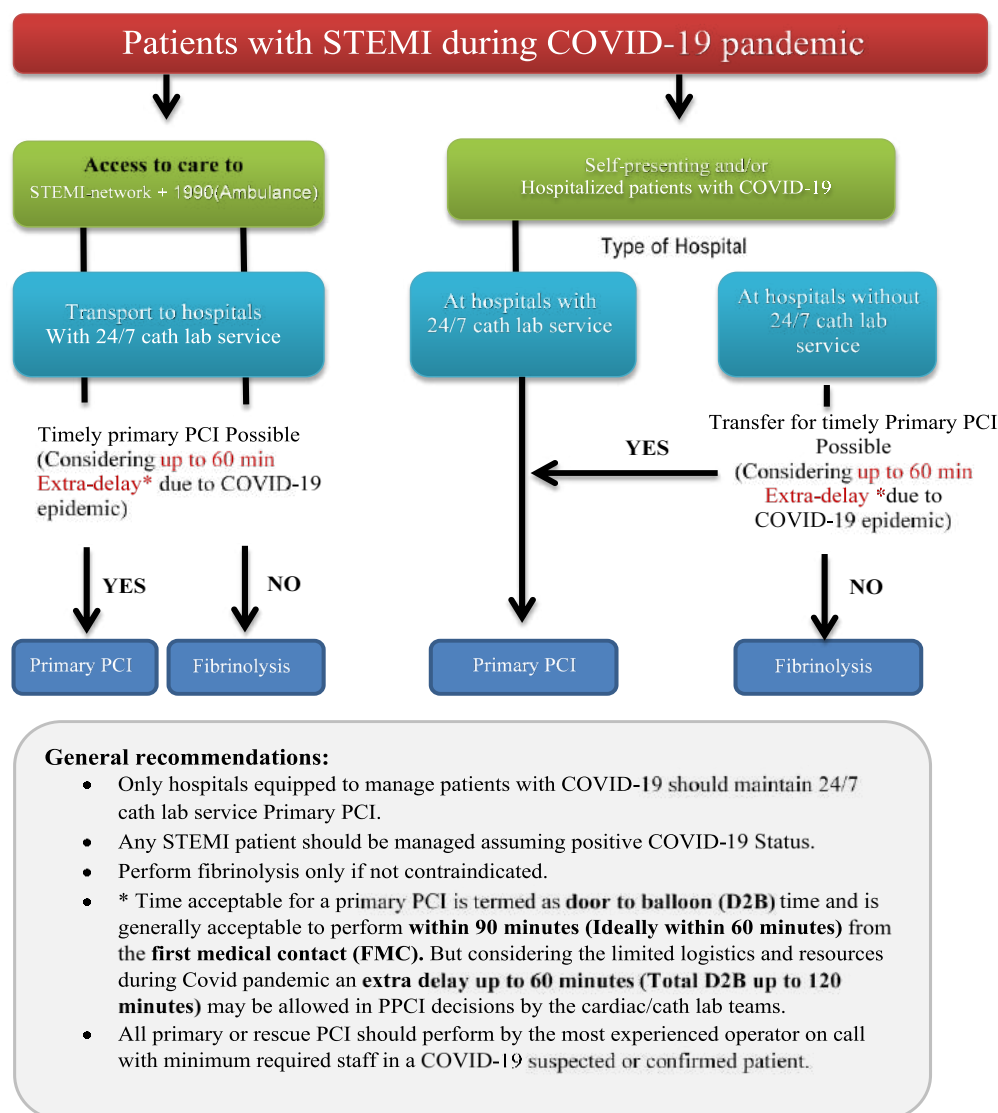 Patients with STEMI during COVID-19 pandemic
Access to care to
STEMI-network + 1990(Ambulance)
Self-presenting and/or
Hospitalized patients with COVID-19
Type of Hospital
Transport to hospitals
With 24/7 cath lab service
At hospitals with
24/7 cath lab service
At hospitals without
24/7 cath lab
service
Timely primary PCI Possible
(Considering up to 60 min
Extra-delay* due to COVID-19
epidemic)
YES
Transfer for timely Primary PCI
Possible
(Considering up to 60 min
Extra-delay *due to
COVID-19 epidemic)
YES
NO
NO
Primary PCI
Fibrinolysis
Primary PCI
Fibrinolysis
General recommendations:
• Only hospitals equipped to manage patients with COVID-19 should maintain 24/7
cath lab service Primary PCI.
• Any STEMI patient should be managed assuming positive COVID-19 Status.
• Perform fibrinolysis only if not contraindicated.
• * Time acceptable for a primary PCI is termed as door to balloon (D2B) time and is
generally acceptable to perform within 90 minutes (Ideally within 60 minutes) from
the first medical contact (FMC). But considering the limited logistics and resources
during Covid pandemic an extra delay up to 60 minutes (Total D2B up to 120
minutes) may be allowed in PPCI decisions by the cardiac/cath lab teams.
• All primary or rescue PCI should perform by the most experienced operator on call
with minimum required staff in a COVID-19 suspected or confirmed patient.